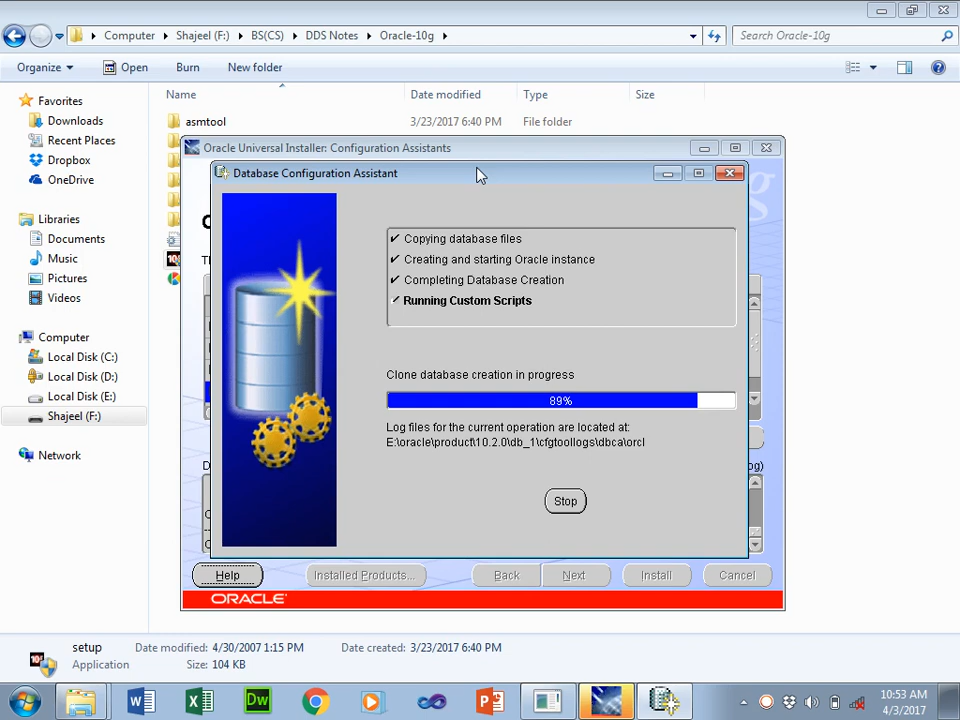 Computer Shajeel (F:) BS(CS) DDS Notes Oracle-10g
Search Oracle-10g
Organize Open Burn New folder
Favorites
Downloads
Recent Places
Dropbox
OneDrive
Libraries
Documents
Music
Pictures
Videos
Computer
Local Disk (C:)
Local Disk (D:)
Local Disk (E:)
Shajeel (F:)
Network
Name Date modified Type Size
asmtool 3/23/2017 6:40 PM File folder
Oracle Universal Installer: Configuration Assistants
Database Configuration Assistant
Copying database files
Creating and starting Oracle instance
Completing Database Creation
Running Custom Scripts
Clone database creation in progress
89%
Log files for the current operation are located at:
E:\oracle\product\10.2.0\db_1\cfgtoollogs\dbca\orcl
Stop
Help Installed Products... Back Next Install Cancel
ORACLE
setup Date modified: 4/30/2007 1:15 PM Date created: 3/23/2017 6:40 PM
Application Size: 104 KB
10:53 AM
4/3/2017